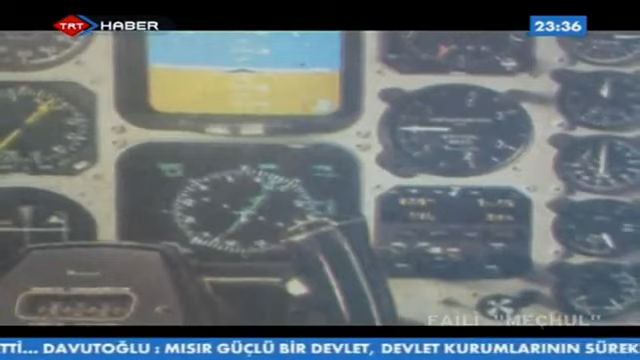 TRT HABER
23:36
FAİLİ "MEÇHUL"
TTİ... DAVUTOĞLU : MISIR GÜÇLÜ BİR DEVLET, DEVLET KURUMLARININ SÜREK